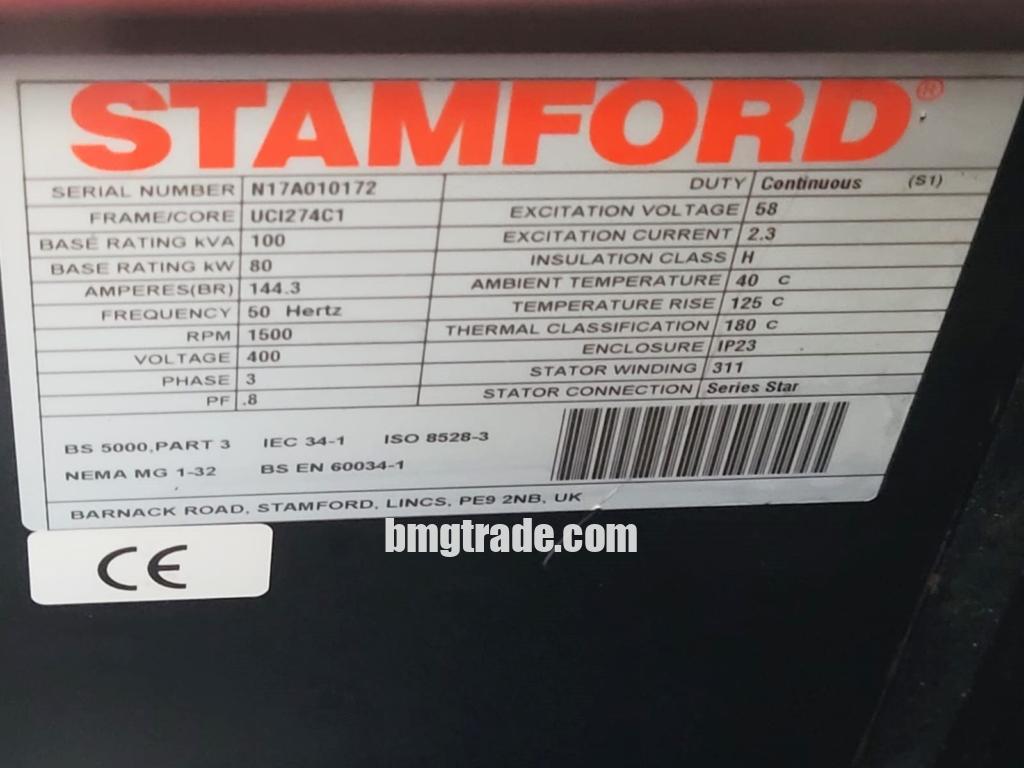 STAMFORD®
SERIAL NUMBER N17A010172
FRAME/CORE UCI274C1
BASE RATING kVA 100
BASE RATING kW 80
AMPERES(BR) 144.3
FREQUENCY 50 Hertz
RPM 1500
VOLTAGE 400
PHASE 3
PF .8
DUTY Continuous (S1)
EXCITATION VOLTAGE 58
EXCITATION CURRENT 2.3
INSULATION CLASS H
AMBIENT TEMPERATURE 40 C
TEMPERATURE RISE 125 C
THERMAL CLASSIFICATION 180 C
ENCLOSURE IP23
STATOR WINDING 311
STATOR CONNECTION Series Star
BS 5000,PART 3 IEC 34-1 ISO 8528-3
NEMA MG 1-32 BS EN 60034-1
BARNACK ROAD, STAMFORD, LINCS, PE9 2NB, UK
bmgtrade.com
CE